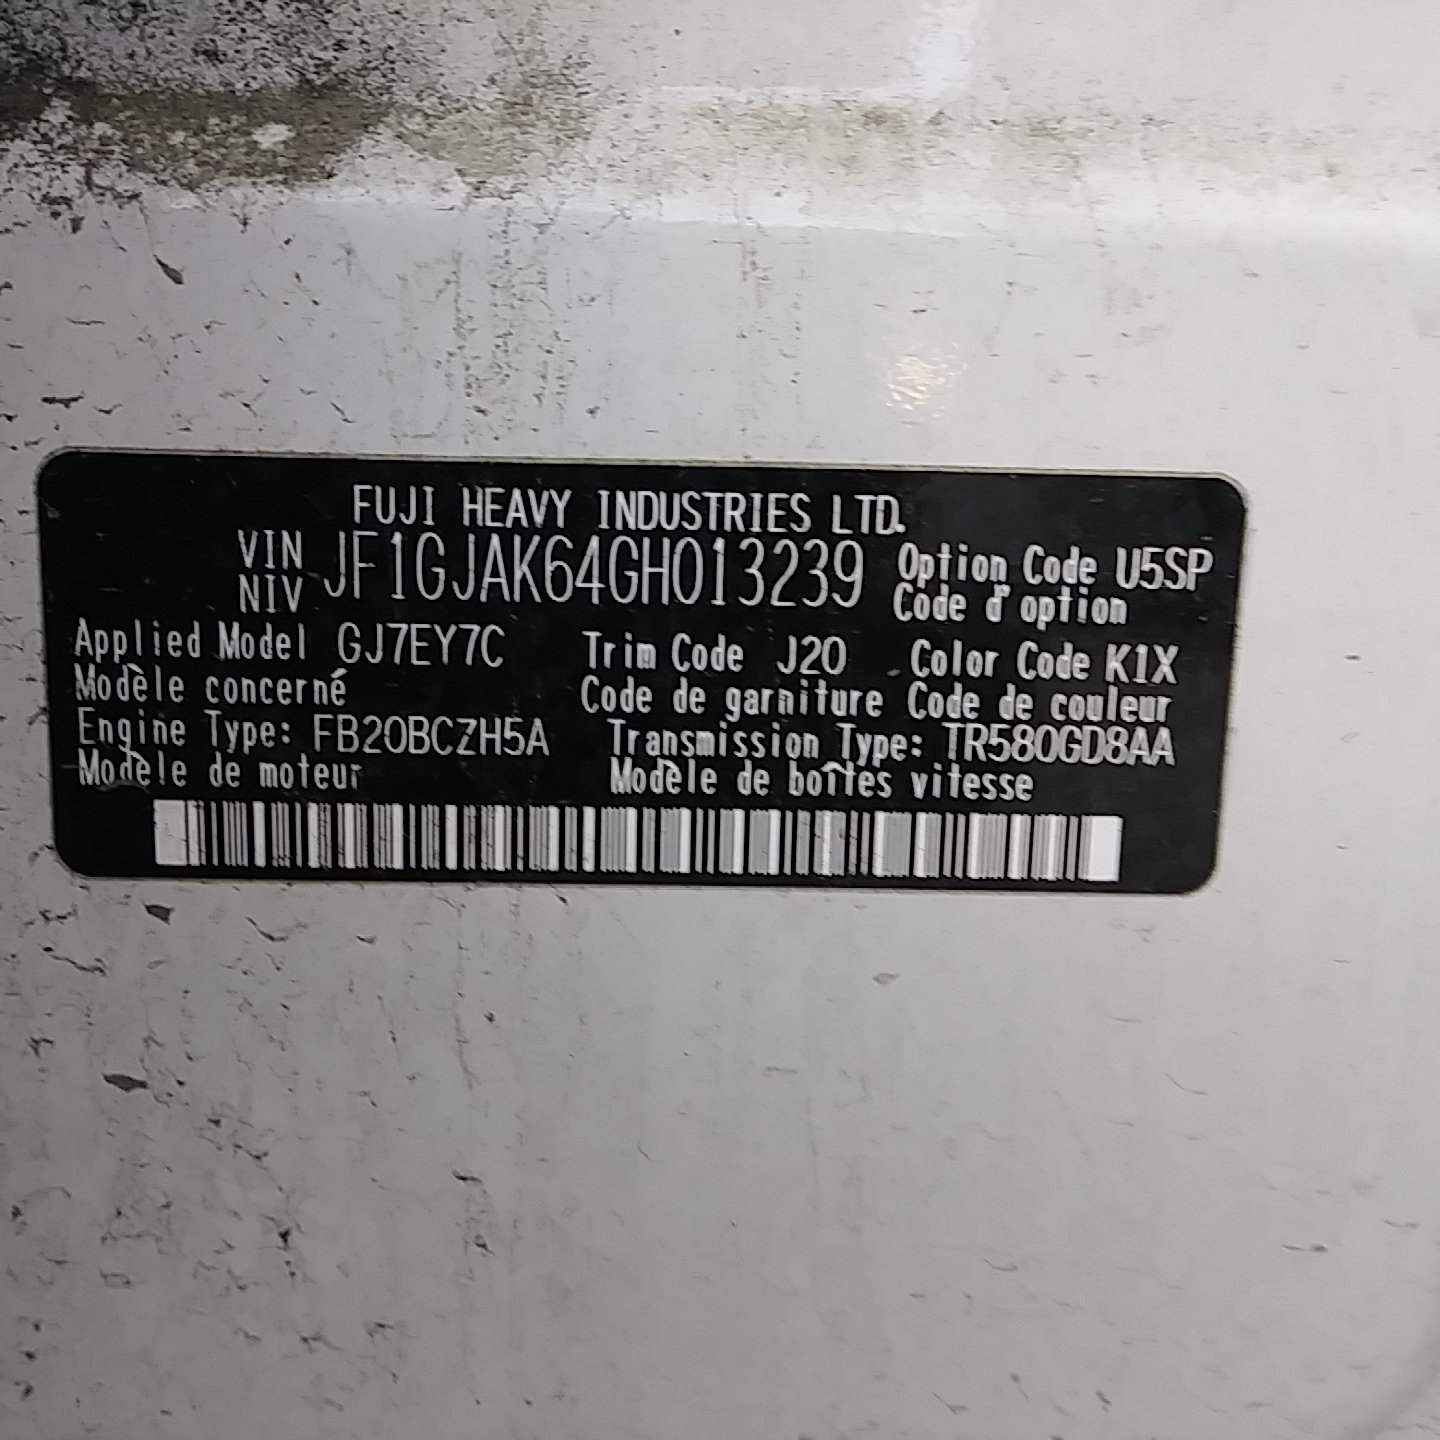 FUJI HEAVY INDUSTRIES LTD.
VIN JF1GJAK64GH013239 Option Code U5SP
NIV Code d'option
Applied Model GJ7EY7C Trim Code J20 Color Code K1X
Modèle concerné Code de garniture Code de couleur
Engine Type: FB20BCZH5A Transmission Type: TR580GD8AA
Modèle de moteur Modèle de boîtes vitesse